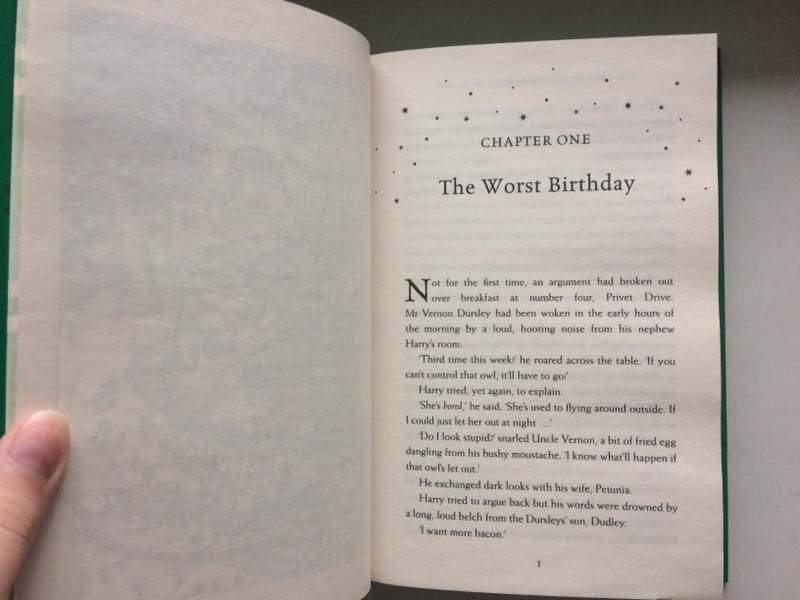 CHAPTER ONE
The Worst Birthday
Not for the first time, an argument had broken out
over breakfast at number four, Privet Drive.
Mr Vernon Dursley had been woken in the early hours of
the morning by a loud, hooting noise from his nephew
Harry's room.
'Third time this week!' he roared across the table. 'If you
can't control that owl, it'll have to go!'
Harry tried, yet again, to explain.
'She's bored,' he said. 'She's used to flying around outside. If
I could just let her out at night …'
'Do I look stupid?' snarled Uncle Vernon, a bit of fried egg
dangling from his bushy moustache. 'I know what'll happen if
that owl's let out.'
He exchanged dark looks with his wife, Petunia.
Harry tried to argue back but his words were drowned by
a long, loud belch from the Dursleys' son, Dudley.
'I want more bacon.'
1